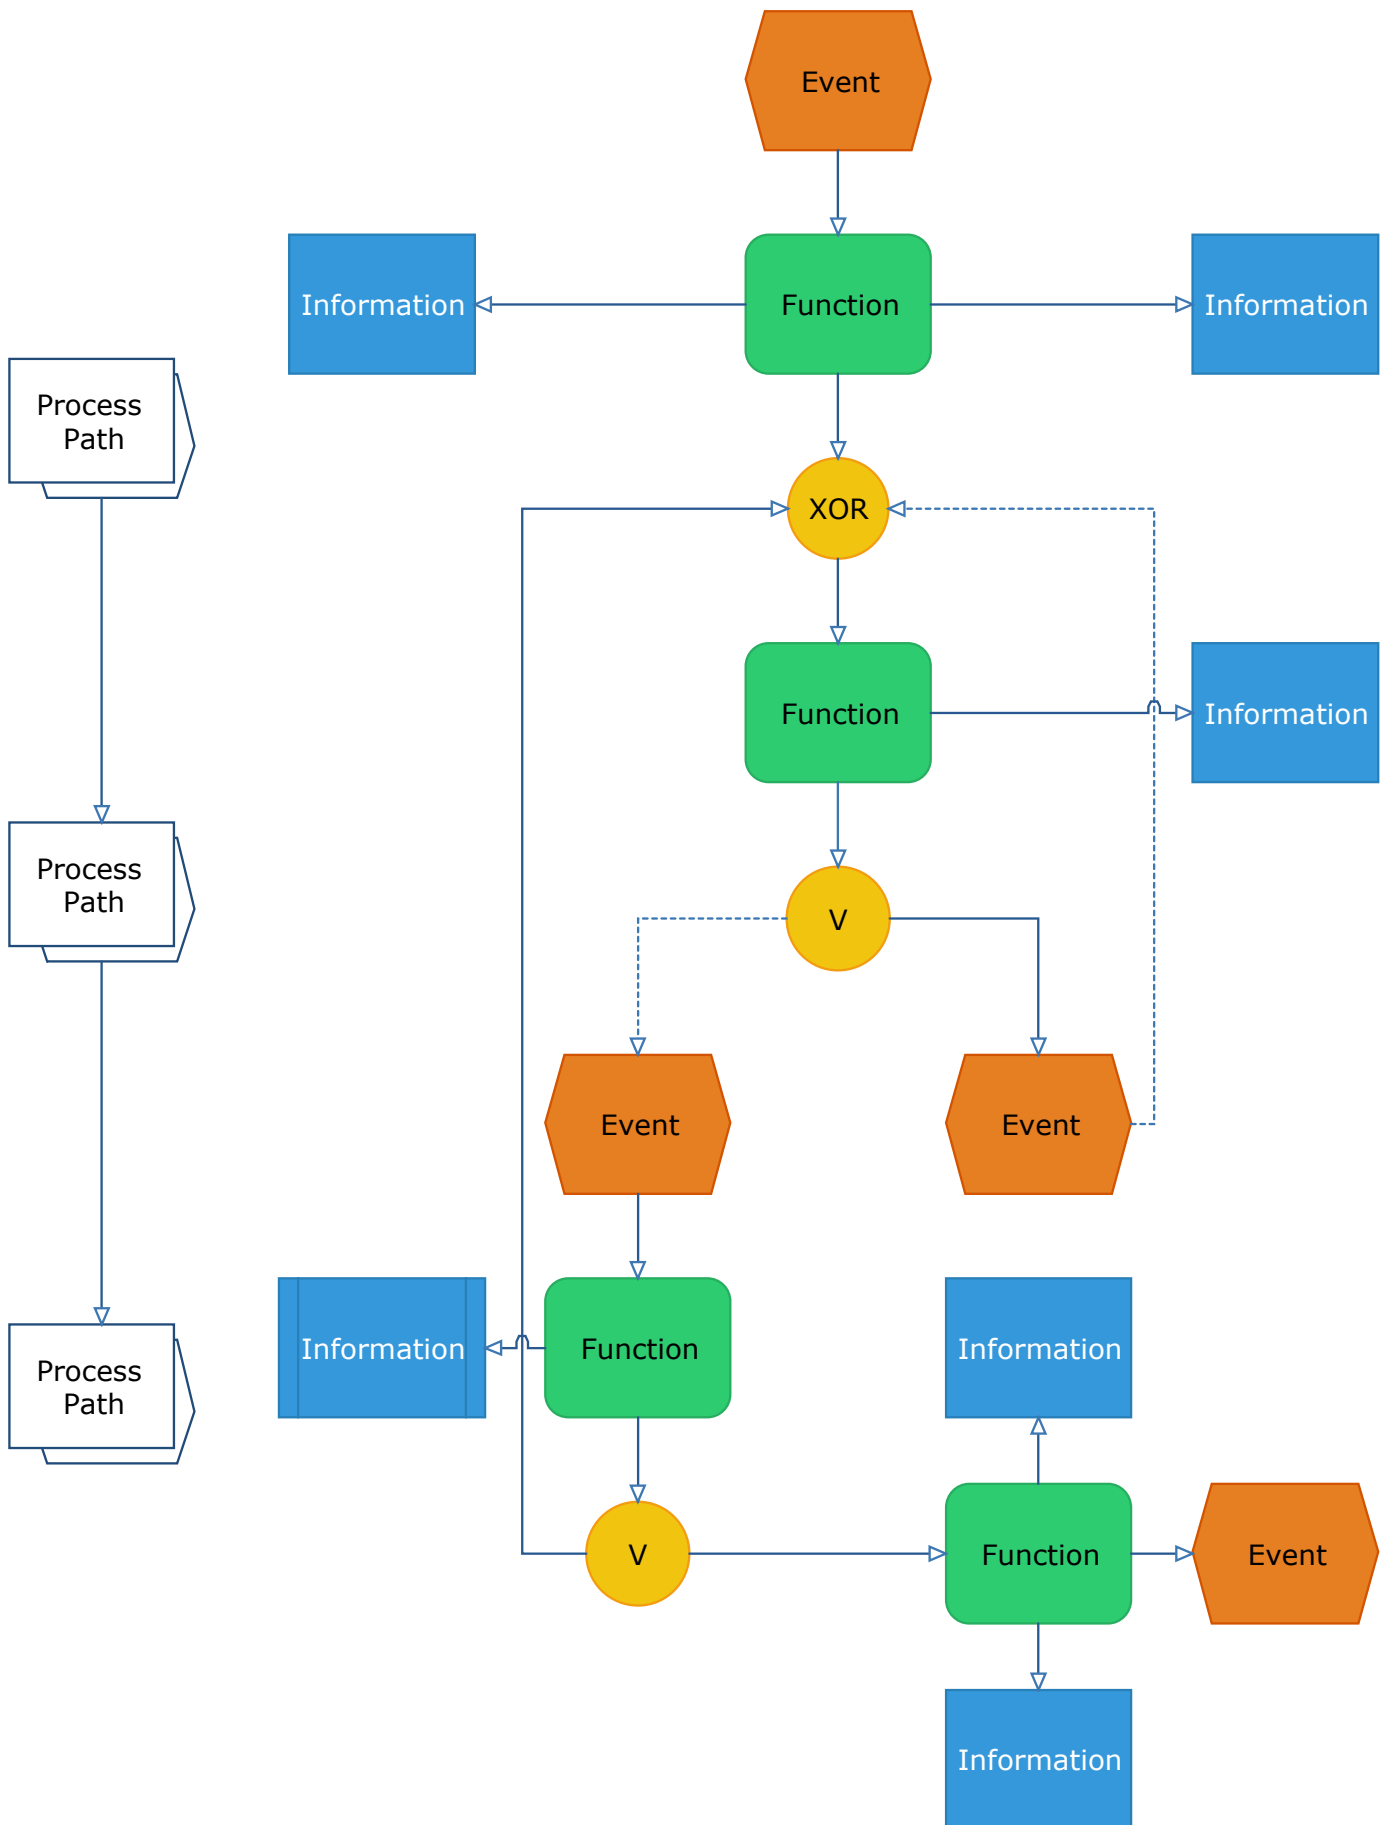 Event
Information
Function
Information
Process
Path
XOR
Function
Information
Process
Path
V
Event
Event
Information
Function
Information
Process
Path
V
Function
Event
Information